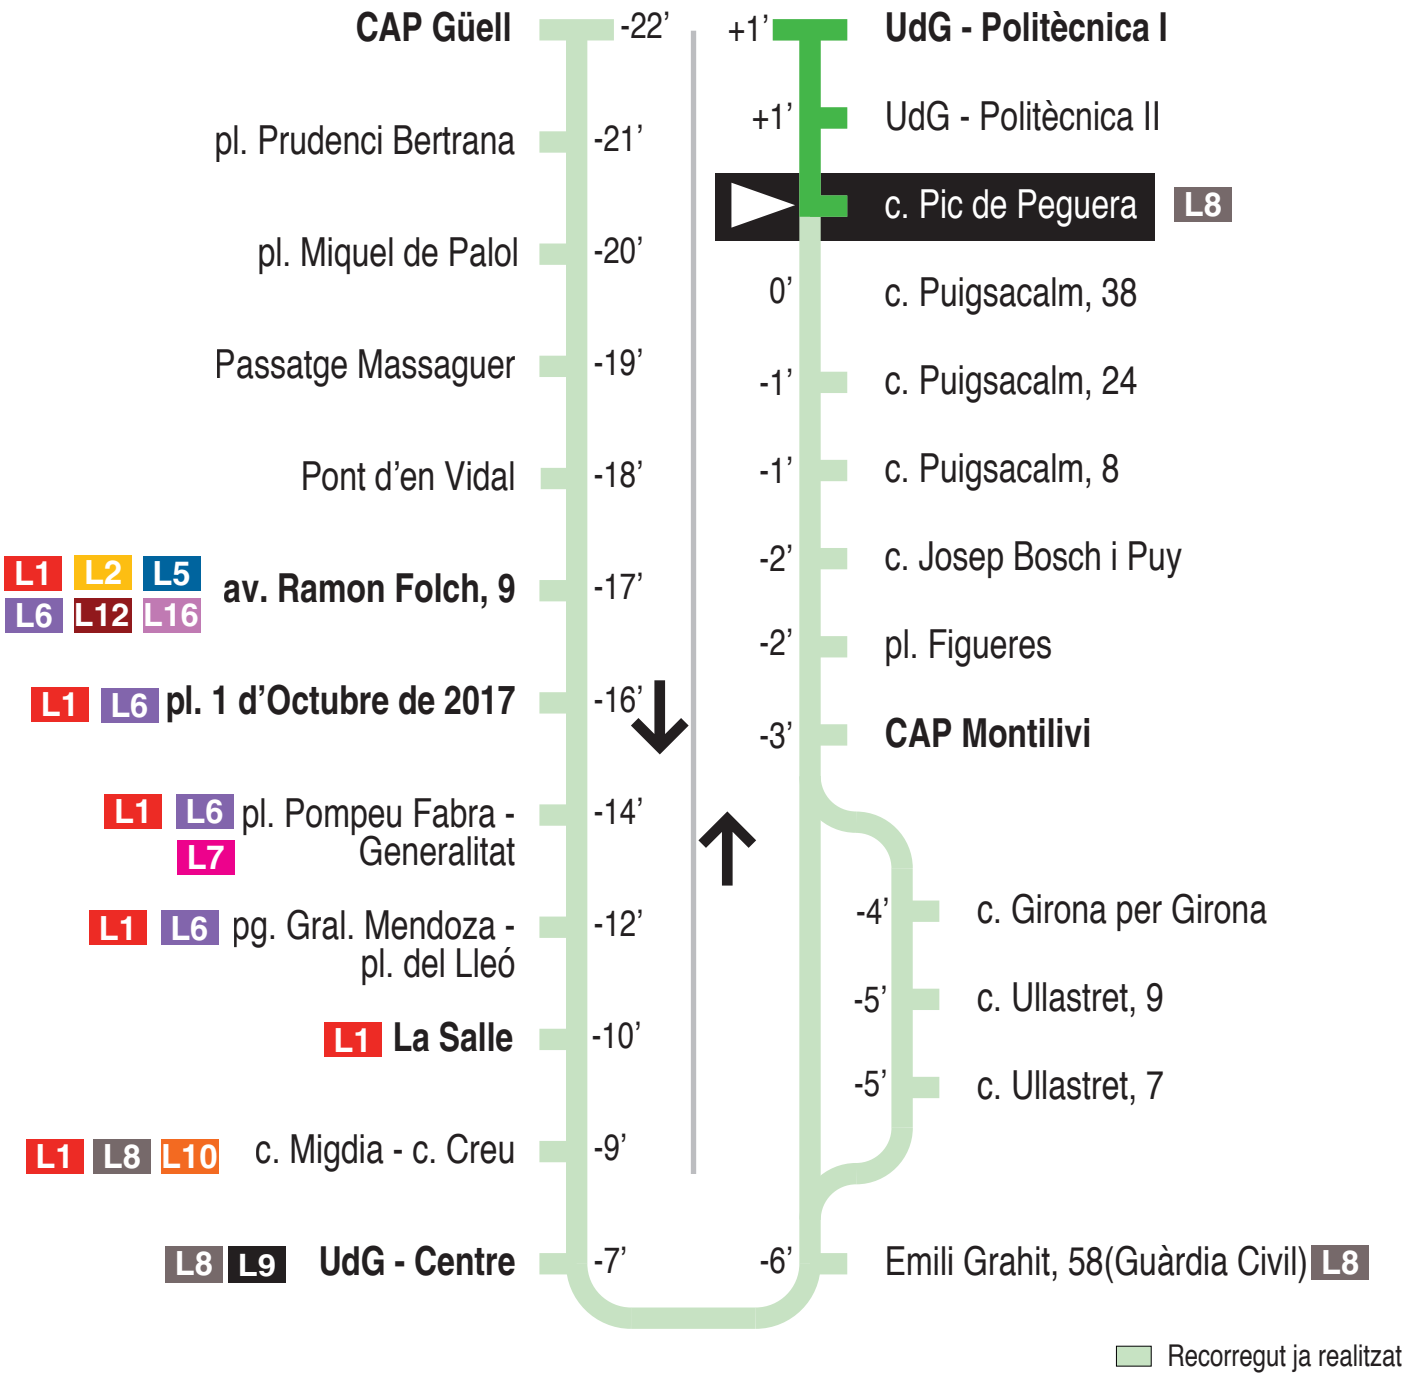 CAP Güell -22’
pl. Prudenci Bertrana -21’
pl. Miquel de Palol -20’
Passatge Massaguer -19’
Pont d’en Vidal -18’
L1 L2 L5
av. Ramon Folch, 9 -17’
L6 L12 L16
L1 L6 pl. 1 d’Octubre de 2017 -16’
L1 L6 pl. Pompeu Fabra - -14’
L7 Generalitat
L1 L6 pg. Gral. Mendoza - -12’
pl. del Lleó
L1 La Salle -10’
L1 L8 L10 c. Migdia - c. Creu -9’
L8 L9 UdG - Centre -7’
+1’ UdG - Politècnica I
+1’ UdG - Politècnica II
c. Pic de Peguera L8
0’ c. Puigsacalm, 38
-1’ c. Puigsacalm, 24
-1’ c. Puigsacalm, 8
-2’ c. Josep Bosch i Puy
-2’ pl. Figueres
-3’ CAP Montilivi
-4’ c. Girona per Girona
-5’ c. Ullastret, 9
-5’ c. Ullastret, 7
-6’ Emili Grahit, 58(Guàrdia Civil) L8
Recorregut ja realitzat